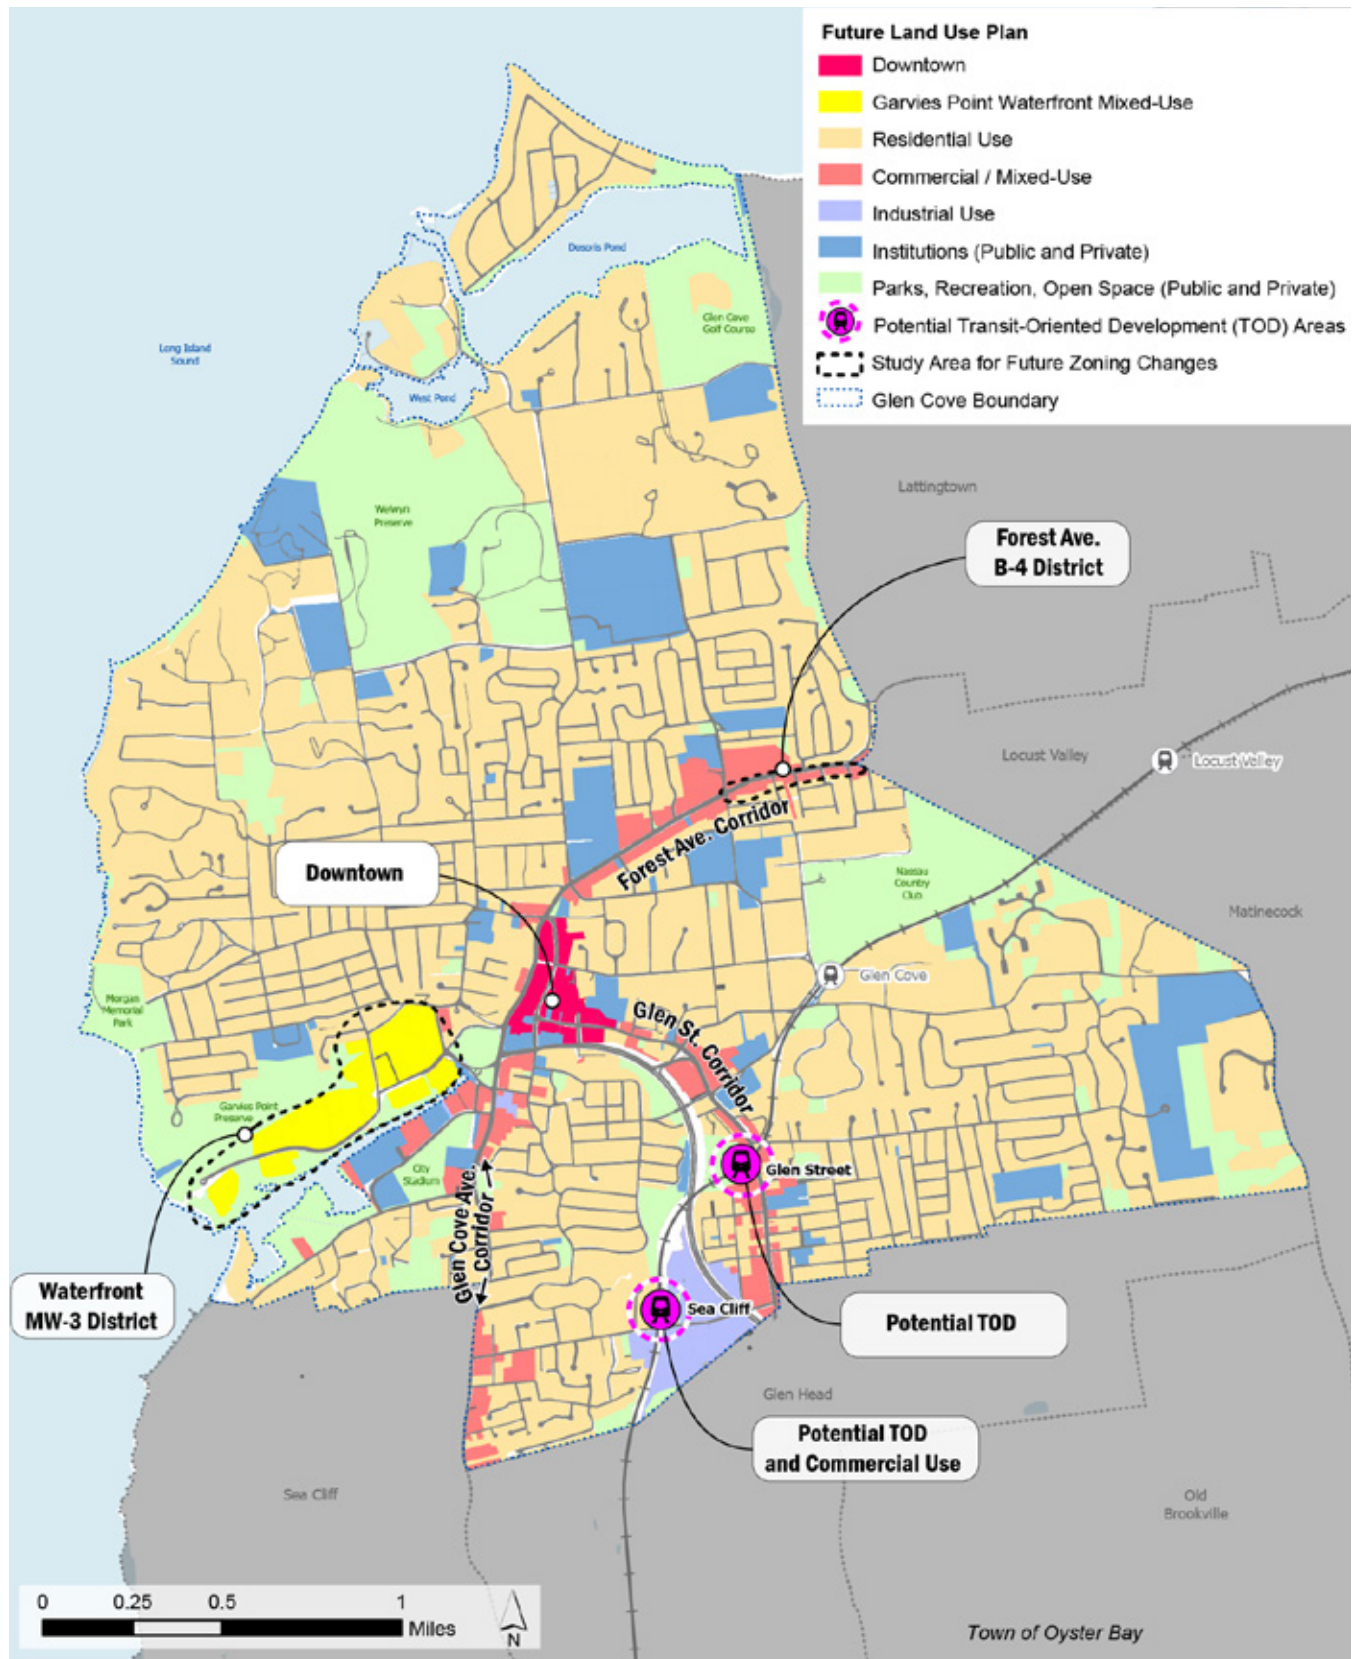 Future Land Use Plan
Downtown
Garvies Point Waterfront Mixed-Use
Residential Use
Commercial / Mixed-Use
Industrial Use
Institutions (Public and Private)
Parks, Recreation, Open Space (Public and Private)
Potential Transit-Oriented Development (TOD) Areas
Study Area for Future Zoning Changes
Glen Cove Boundary
Dosoris Pond
Glen Cove
Golf Course
Long Island
Sound
West Pond
Lattingtown
Welwyn
Preserve
Forest Ave.
B-4 District
Locust Valley
Locust Valley
Forest Ave. Corridor
Downtown
Nassau
Country
Club
Matinecock
Glen Cove
Morgan
Memorial
Park
Glen St. Corridor
Garvies Point
Preserve
City
Stadium
Glen Street
Glen Cove Ave.
Corridor
Waterfront
MW-3 District
Sea Cliff
Potential TOD
Glen Head
Potential TOD
and Commercial Use
Sea Cliff
Old
Brookville
0 0.25 0.5 1
Miles
N
Town of Oyster Bay